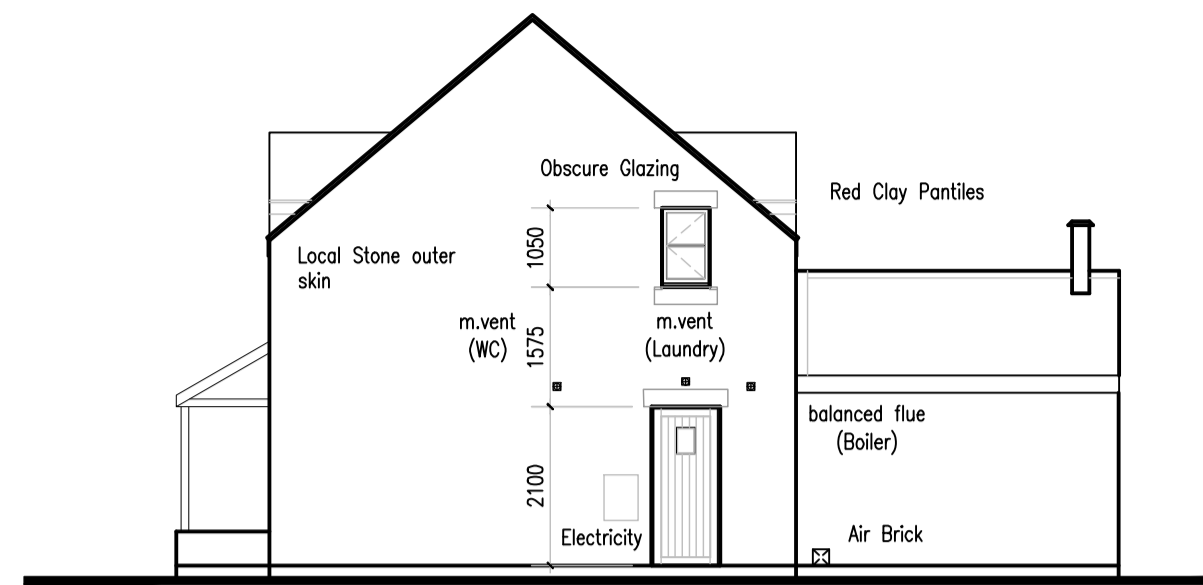 Obscure Glazing
Red Clay Pantiles
Local Stone outer
skin
1050
m.vent
(WC)
1575
m.vent
(Laundry)
balanced flue
(Boiler)
2100
Electricity
Air Brick